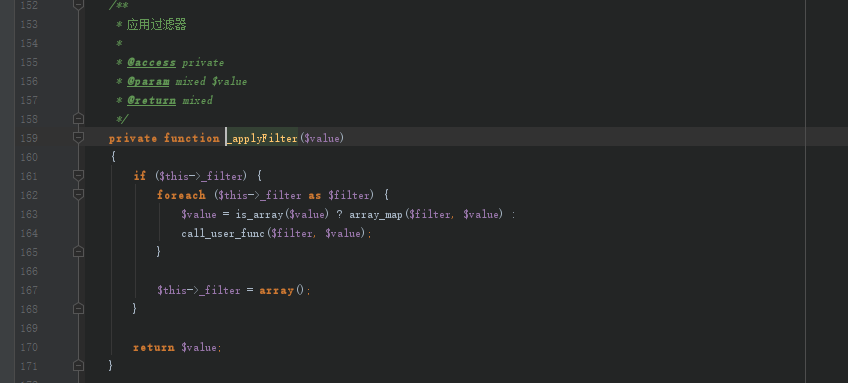 152 /**
153 * 应用过滤器
154 *
155 * @access private
156 * @param mixed $value
157 * @return mixed
158 */
159 private function _applyFilter($value)
160 {
161 if ($this->_filter) {
162 foreach ($this->_filter as $filter) {
163 $value = is_array($value) ? array_map($filter, $value) :
164 call_user_func($filter, $value);
165 }
166
167 $this->_filter = array();
168 }
169
170 return $value;
171 }